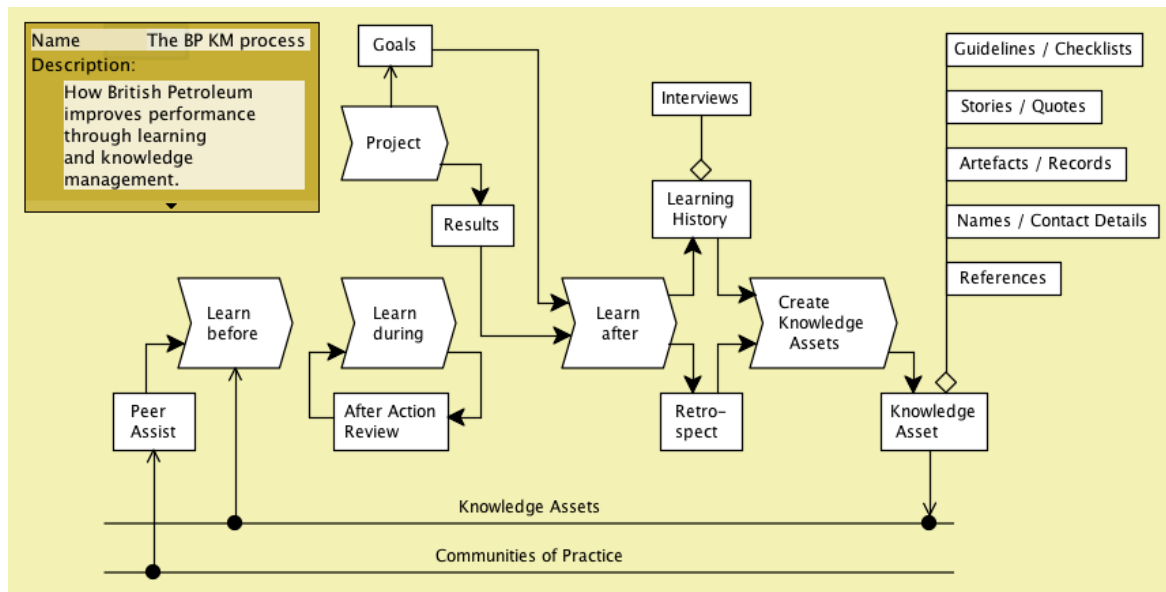 Name The BP KM process
Description:
How British Petroleum
improves performance
through learning
and knowledge
management.
Goals
Project
Results
Interviews
Learning
History
Guidelines / Checklists
Stories / Quotes
Artefacts / Records
Names / Contact Details
References
Learn
before
Learn
during
Learn
after
Create
Knowledge
Assets
Peer
Assist
After Action
Review
Retro-
spect
Knowledge
Asset
Knowledge Assets
Communities of Practice